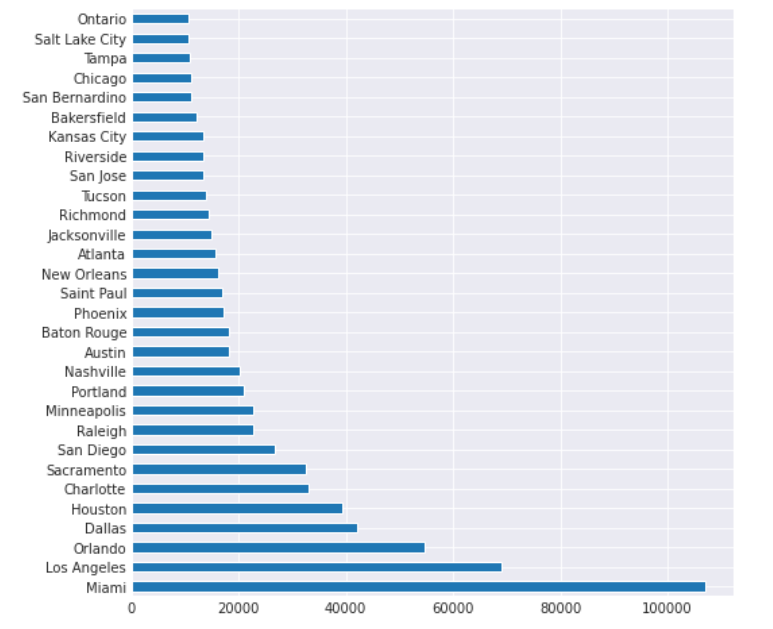 Ontario
Salt Lake City
Tampa
Chicago
San Bernardino
Bakersfield
Kansas City
Riverside
San Jose
Tucson
Richmond
Jacksonville
Atlanta
New Orleans
Saint Paul
Phoenix
Baton Rouge
Austin
Nashville
Portland
Minneapolis
Raleigh
San Diego
Sacramento
Charlotte
Houston
Dallas
Orlando
Los Angeles
Miami
0 20000 40000 60000 80000 100000